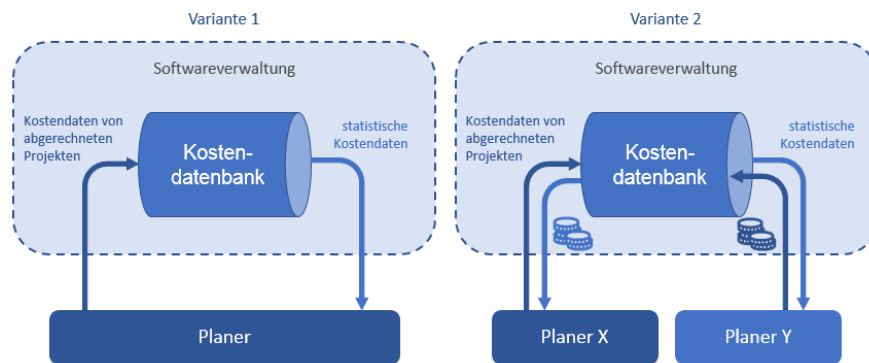 Variante 1
Softwareverwaltung
Kostendaten von
abgerechneten
Projekten
Kosten-
datenbank
statistische
Kostendaten
Planer
Variante 2
Softwareverwaltung
Kostendaten von
abgerechneten
Projekten
Kosten-
datenbank
statistische
Kostendaten
Planer X
Planer Y